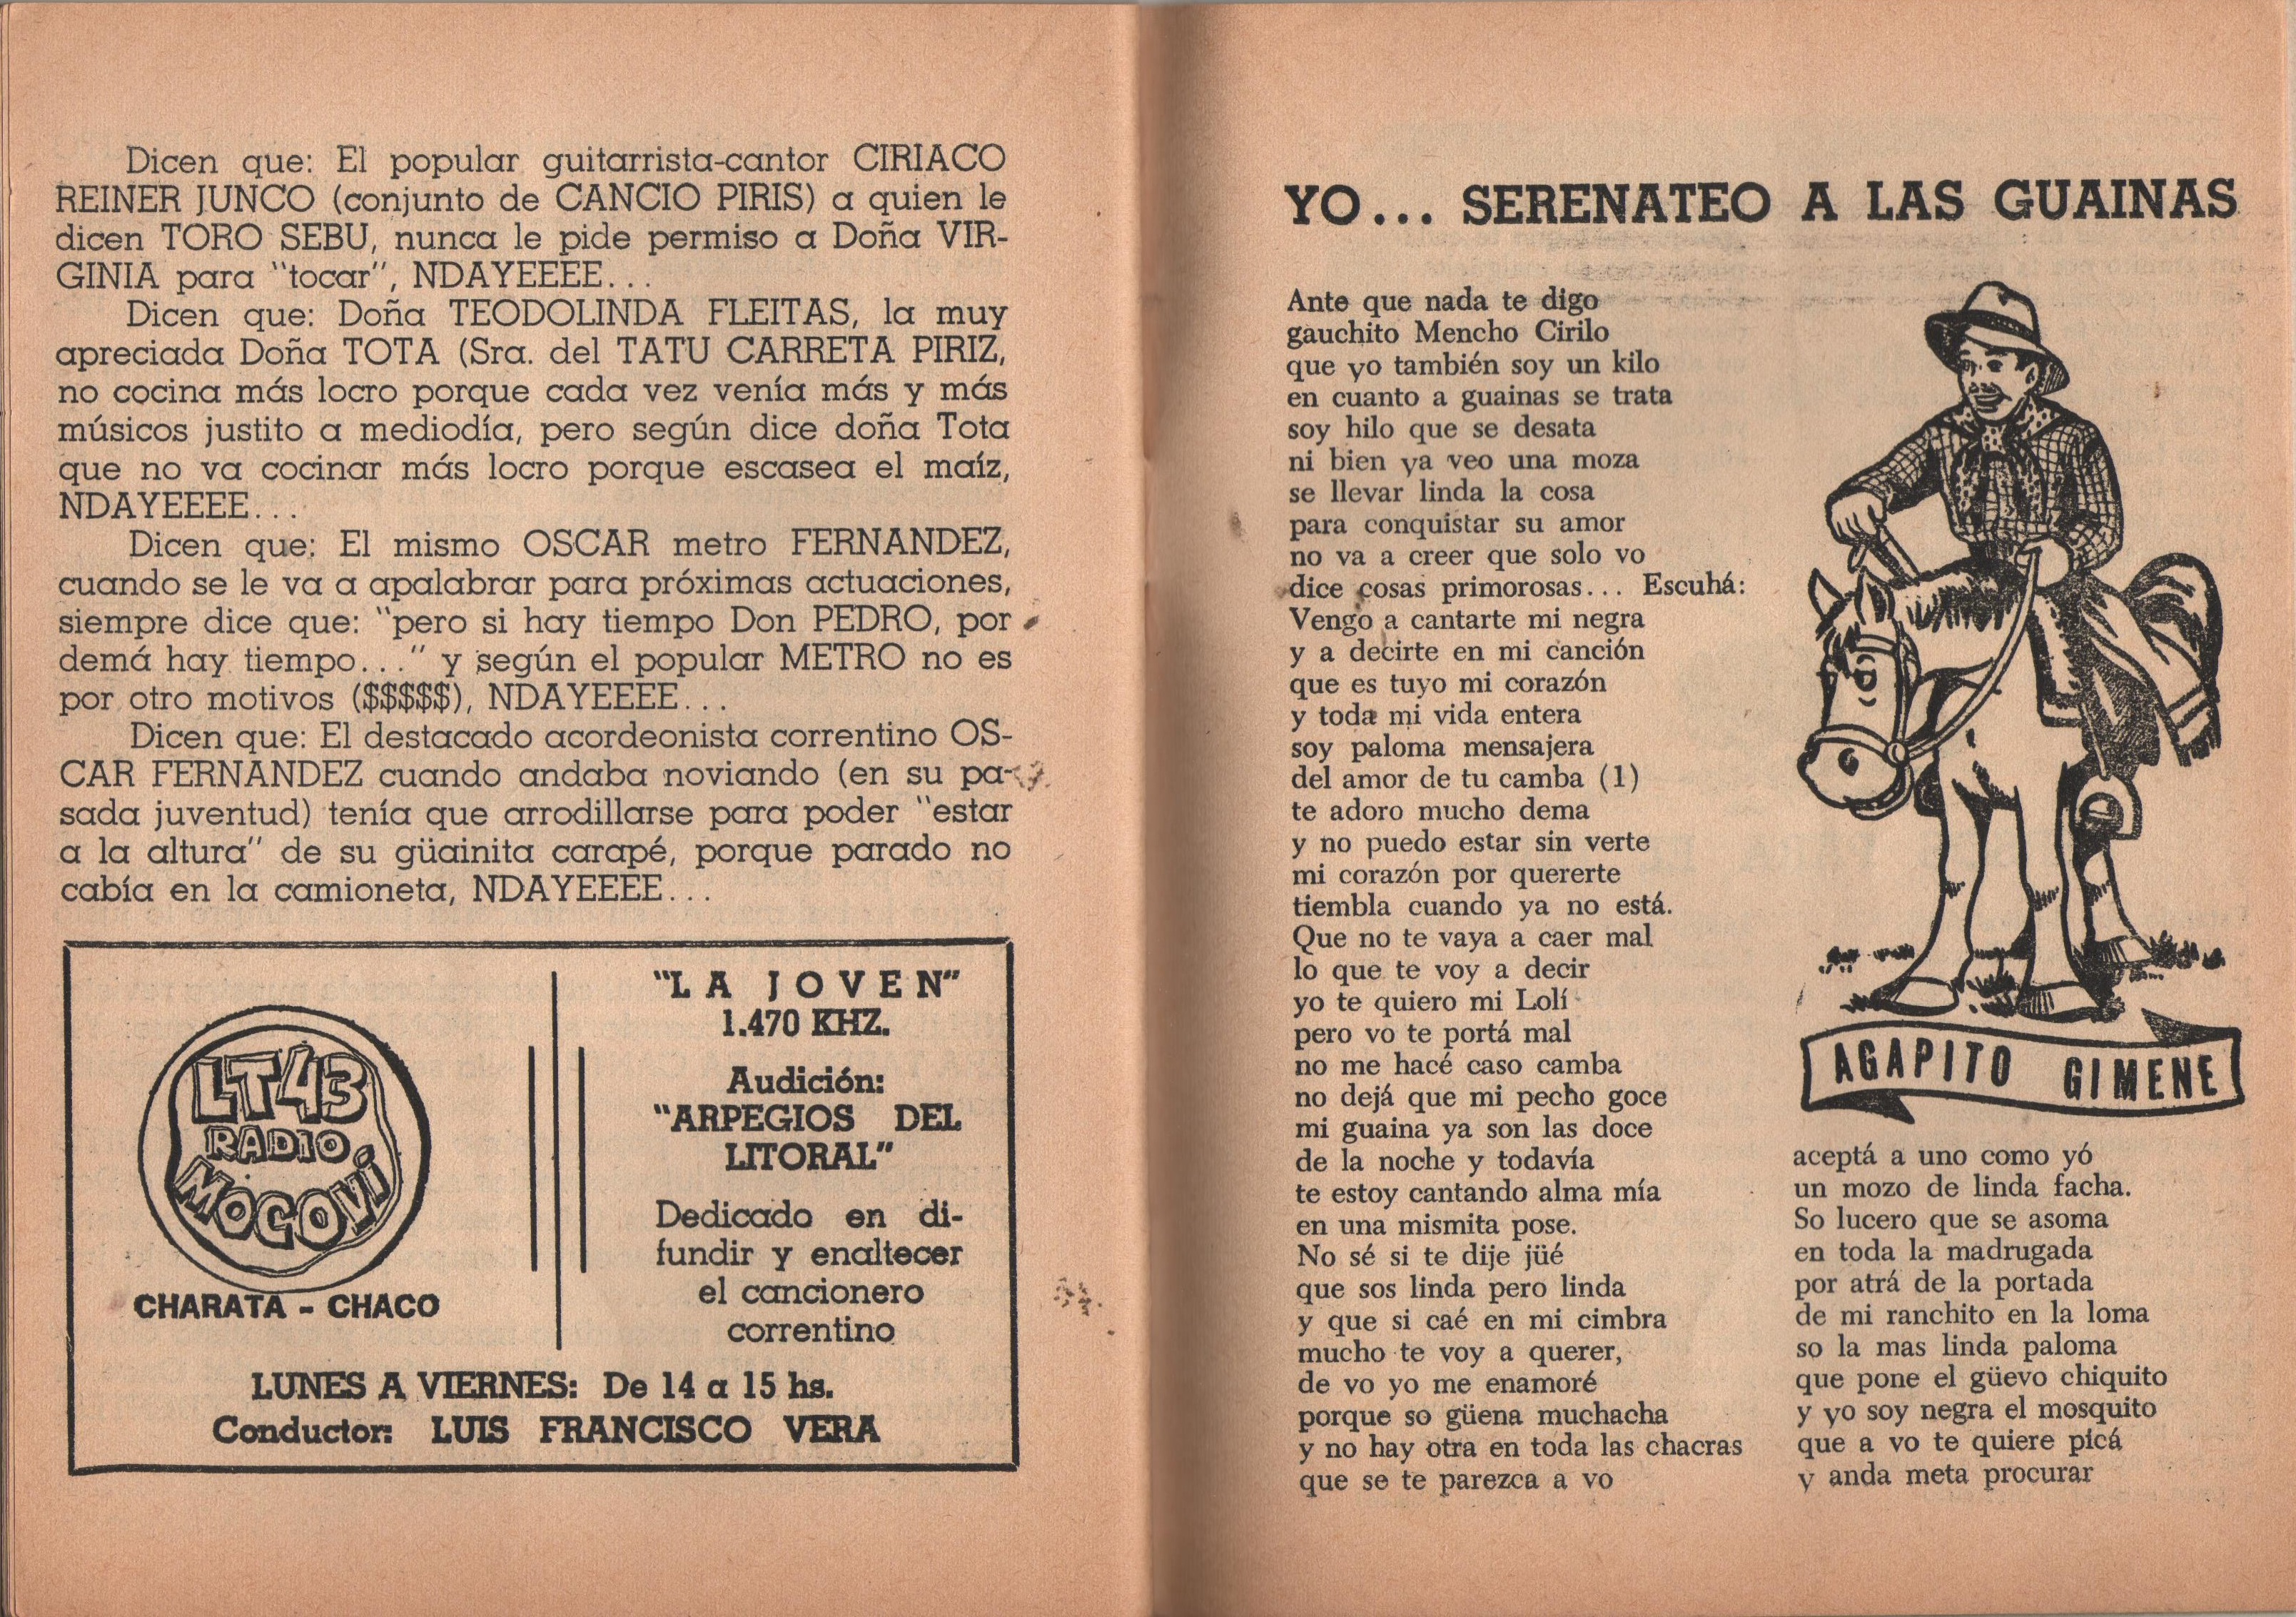 Dicen que: El popular guitarrista-cantor CIRIACO
REINER JUNCO (conjunto de CANCIO PIRIS) a quien le
dicen TORO SEBU, nunca le pide permiso a Doña VIR-
GINIA para "tocar", NDAYEEEE...
Dicen que: Doña TEODOLINDA FLEITAS, la muy
apreciada Doña TOTA (Sra. del TATU CARRETA PIRIZ,
no cocina más locro porque cada vez venía más y más
músicos justito a mediodía, pero según dice doña Tota
que no va cocinar más locro porque escasea el maíz,
NDAYEEEE...
Dicen que: El mismo OSCAR metro FERNANDEZ,
cuando se le va a apalabrar para próximas actuaciones,
siempre dice que: "pero si hay tiempo Don PEDRO, por
demá hay tiempo..." y según el popular METRO no es
por otro motivos ($$$$$), NDAYEEEE...
Dicen que: El destacado acordeonista correntino OS-
CAR FERNANDEZ cuando andaba noviando (en su pa-
sada juventud) tenía que arrodillarse para poder "estar
a la altura" de su güainita carapé, porque parado no
cabía en la camioneta, NDAYEEEE...
LT43
RADIO
MOCOVÍ
CHARATA - CHACO
"LA JOVEN"
1.470 KHZ.
Audición:
"ARPEGIOS DEL
LITORAL"
Dedicado en di-
fundir y enaltecer
el cancionero
correntino
LUNES A VIERNES: De 14 a 15 hs.
Conductor: LUIS FRANCISCO VERA
YO... SERENATEO A LAS GUAINAS
Ante que nada te digo
gauchito Mencho Cirilo
que yo también soy un kilo
en cuanto a guainas se trata
soy hilo que se desata
ni bien ya veo una moza
se llevar linda la cosa
para conquistar su amor
no va a creer que solo vo
dice cosas primorosas... Escuhá:
Vengo a cantarte mi negra
y a decirte en mi canción
que es tuyo mi corazón
y toda mi vida entera
soy paloma mensajera
del amor de tu camba (1)
te adoro mucho dema
y no puedo estar sin verte
mi corazón por quererte
tiembla cuando ya no está.
Que no te vaya a caer mal
lo que te voy a decir
yo te quiero mi Lolí
pero vo te portá mal
no me hacé caso camba
no dejá que mi pecho goce
mi guaina ya son las doce
de la noche y todavía
te estoy cantando alma mía
en una mismita pose.
No sé si te dije jüé
que sos linda pero linda
y que si caé en mi cimbra
mucho te voy a querer,
de vo yo me enamoré
porque so güena muchacha
y no hay otra en toda las chacras
que se te parezca a vo
AGAPITO GIMENE
aceptá a uno como yó
un mozo de linda facha.
So lucero que se asoma
en toda la madrugada
por atrá de la portada
de mi ranchito en la loma
so la mas linda paloma
que pone el güevo chiquito
y yo soy negra el mosquito
que a vo te quiere picá
y anda meta procurar